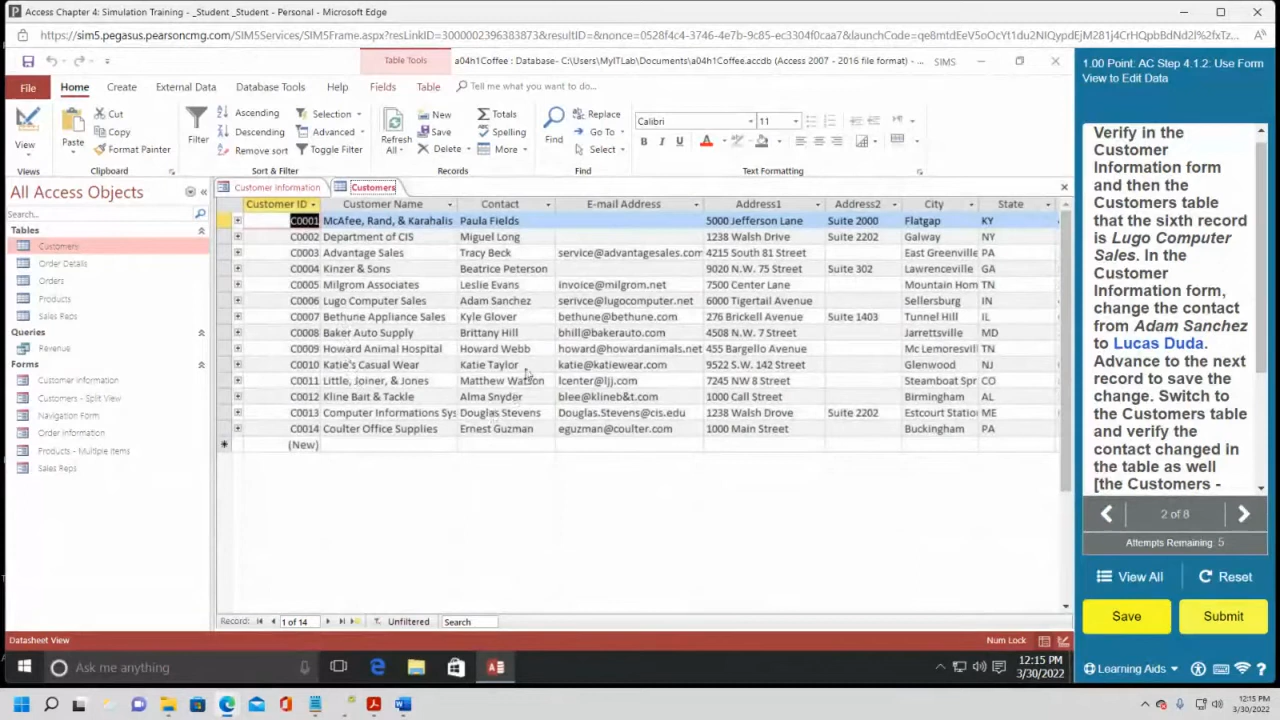 Access Chapter 4: Simulation Training - _Student _Student - Personal - Microsoft Edge
https://sim5.pegasus.pearsoncmg.com/SIM5Services/SIM5Frame.aspx?resLinkID=3000002396383873&resultID=&nonce=
Table Tools
a04h1Coffee : Database- C:\Users\MyITLab\Documents\a04h1Coffee.accdb (Access 2007 - 2016 file format) - ...
SIMS
File Home Create External Data Database Tools Help Fields Table Tell me what you want to do...
View
Views
Paste
Cut
Copy
Format Painter
Clipboard
Filter
Ascending
Descending
Remove sort
Selection
Advanced
Toggle Filter
Sort & Filter
Refresh
All
New
Save
Delete
Totals
Spelling
More
Records
Find
Replace
Go To
Select
Find
Calibri 11
B I U A
Text Formatting
All Access Objects
Search...
Tables
Customers
Order Details
Orders
Products
Sales Reps
Queries
Revenue
Forms
Customer Information
Customers - Split View
Navigation Form
Order Information
Products - Multiple Items
Sales Reps
Customer Information Customers
Customer ID Customer Name Contact E-mail Address Address1 Address2 City State
C0001 McAfee, Rand, & Karahalis Paula Fields 5000 Jefferson Lane Suite 2000 Flatgap KY
C0002 Department of CIS Miguel Long 1238 Walsh Drive Suite 2202 Galway NY
C0003 Advantage Sales Tracy Beck service@advantagesales.com 4215 South 81 Street East Greenville PA
C0004 Kinzer & Sons Beatrice Peterson 9020 N.W. 75 Street Suite 302 Lawrenceville GA
C0005 Milgrom Associates Leslie Evans invoice@milgrom.net 7500 Center Lane Mountain Hom TN
C0006 Lugo Computer Sales Adam Sanchez serivce@lugocomputer.net 6000 Tigertail Avenue Sellersburg IN
C0007 Bethune Appliance Sales Kyle Glover bethune@bethune.com 276 Brickell Avenue Suite 1403 Tunnel Hill IL
C0008 Baker Auto Supply Brittany Hill bhill@bakerauto.com 4508 N.W. 7 Street Jarrettsville MD
C0009 Howard Animal Hospital Howard Webb howard@howardanimals.net 455 Bargello Avenue Mc Lemoresvill TN
C0010 Katie's Casual Wear Katie Taylor katie@katiewear.com 9522 S.W. 142 Street Glenwood NJ
C0011 Little, Joiner, & Jones Matthew Watson lcenter@ljj.com 7245 NW 8 Street Steamboat Spr CO
C0012 Kline Bait & Tackle Alma Snyder blee@klineb&t.com 1000 Call Street Birmingham AL
C0013 Computer Informations Sys Douglas Stevens Douglas.Stevens@cis.edu 1238 Walsh Drove Suite 2202 Estcourt Statio ME
C0014 Coulter Office Supplies Ernest Guzman eguzman@coulter.com 1000 Main Street Buckingham PA
(New)
Record: 1 of 14 Unfiltered Search
Datasheet View
Num Lock
1.00 Point: AC Step 4.1.2: Use Form
View to Edit Data
Verify in the
Customer
Information form
and then the
Customers table
that the sixth record
is Lugo Computer
Sales. In the
Customer
Information form,
change the contact
from Adam Sanchez
to Lucas Duda.
Advance to the next
record to save the
change. Switch to
the Customers table
and verify the
contact changed in
the table as well
[the Customers -
2 of 8
Attempts Remaining: 5
View All
Reset
Save
Submit
Learning Aids
Ask me anything
12:15 PM
3/30/2022
12:15 PM
3/30/2022